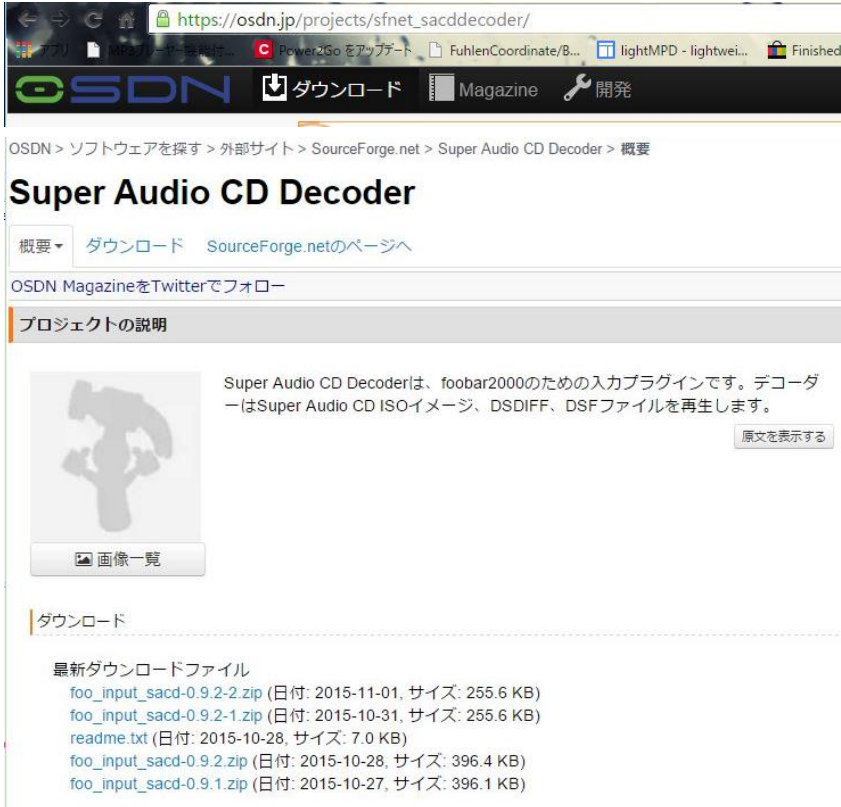 https://osdn.jp/projects/sfnet_sacddecoder/
アプリ MP3プレーヤーを能付... Power2Go をアップデート FuhlenCoordinate/B... lightMPD - lightwei... Finished
OSDN ダウンロード Magazine 開発
OSDN > ソフトウェアを探す > 外部サイト > SourceForge.net > Super Audio CD Decoder > 概要
Super Audio CD Decoder
概要 ダウンロード SourceForge.netのページへ
OSDN MagazineをTwitterでフォロー
プロジェクトの説明
Super Audio CD Decoderは、foobar2000のための入力プラグインです。デコーダ
ーはSuper Audio CD ISOイメージ、DSDIFF、DSFファイルを再生します。
原文を表示する
画像一覧
ダウンロード
最新ダウンロードファイル
foo_input_sacd-0.9.2-2.zip (日付: 2015-11-01, サイズ: 255.6 KB)
foo_input_sacd-0.9.2-1.zip (日付: 2015-10-31, サイズ: 255.6 KB)
readme.txt (日付: 2015-10-28, サイズ: 7.0 KB)
foo_input_sacd-0.9.2.zip (日付: 2015-10-28, サイズ: 396.4 KB)
foo_input_sacd-0.9.1.zip (日付: 2015-10-27, サイズ: 396.1 KB)